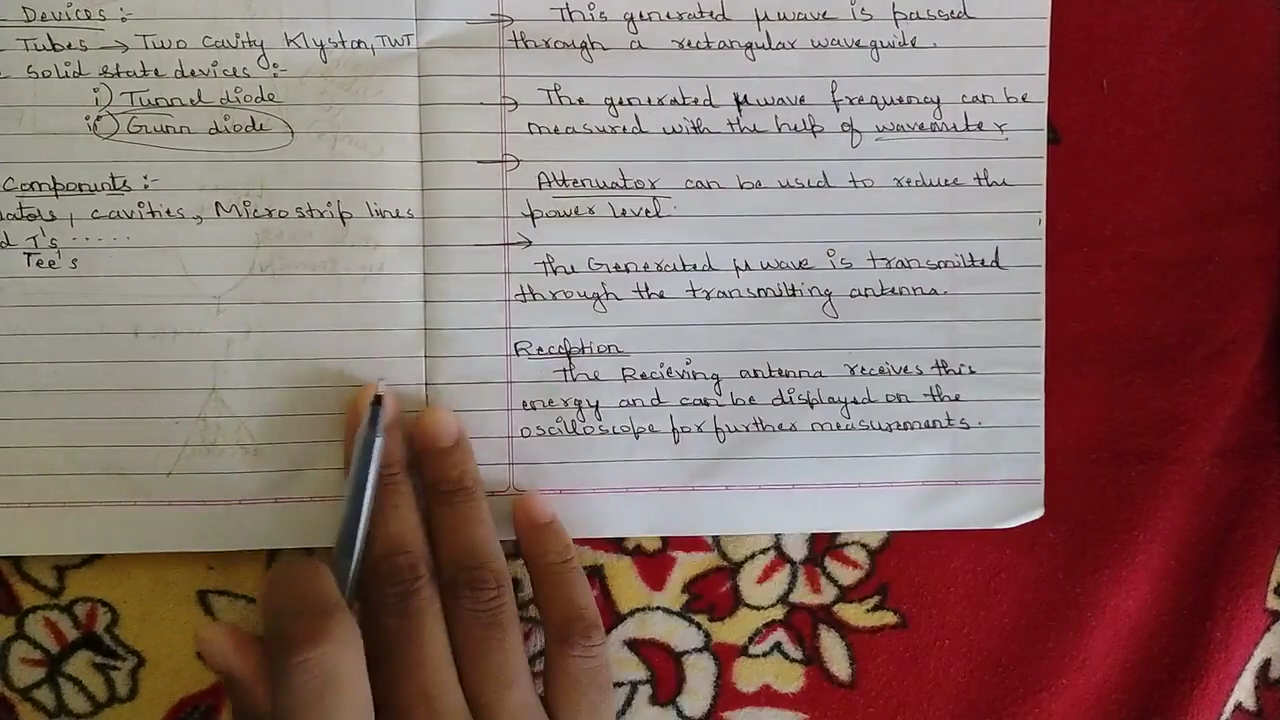 Devices :-
Tubes → Two Cavity Klyston, TWT
Solid state devices :-
i) Tunnel diode
ii) Gunn diode
Components :-
ators, cavities, Microstrip lines
d T's .....
Tee's
This generated μwave is passed
through a rectangular waveguide.
The generated μwave frequency can be
measured with the help of wavemeter
Attenuator can be used to reduce the
power level.
The Generated μwave is transmitted
through the transmitting antenna.
Reception
The Recieving antenna receives this
energy and can be displayed on the
oscilloscope for further measurements.